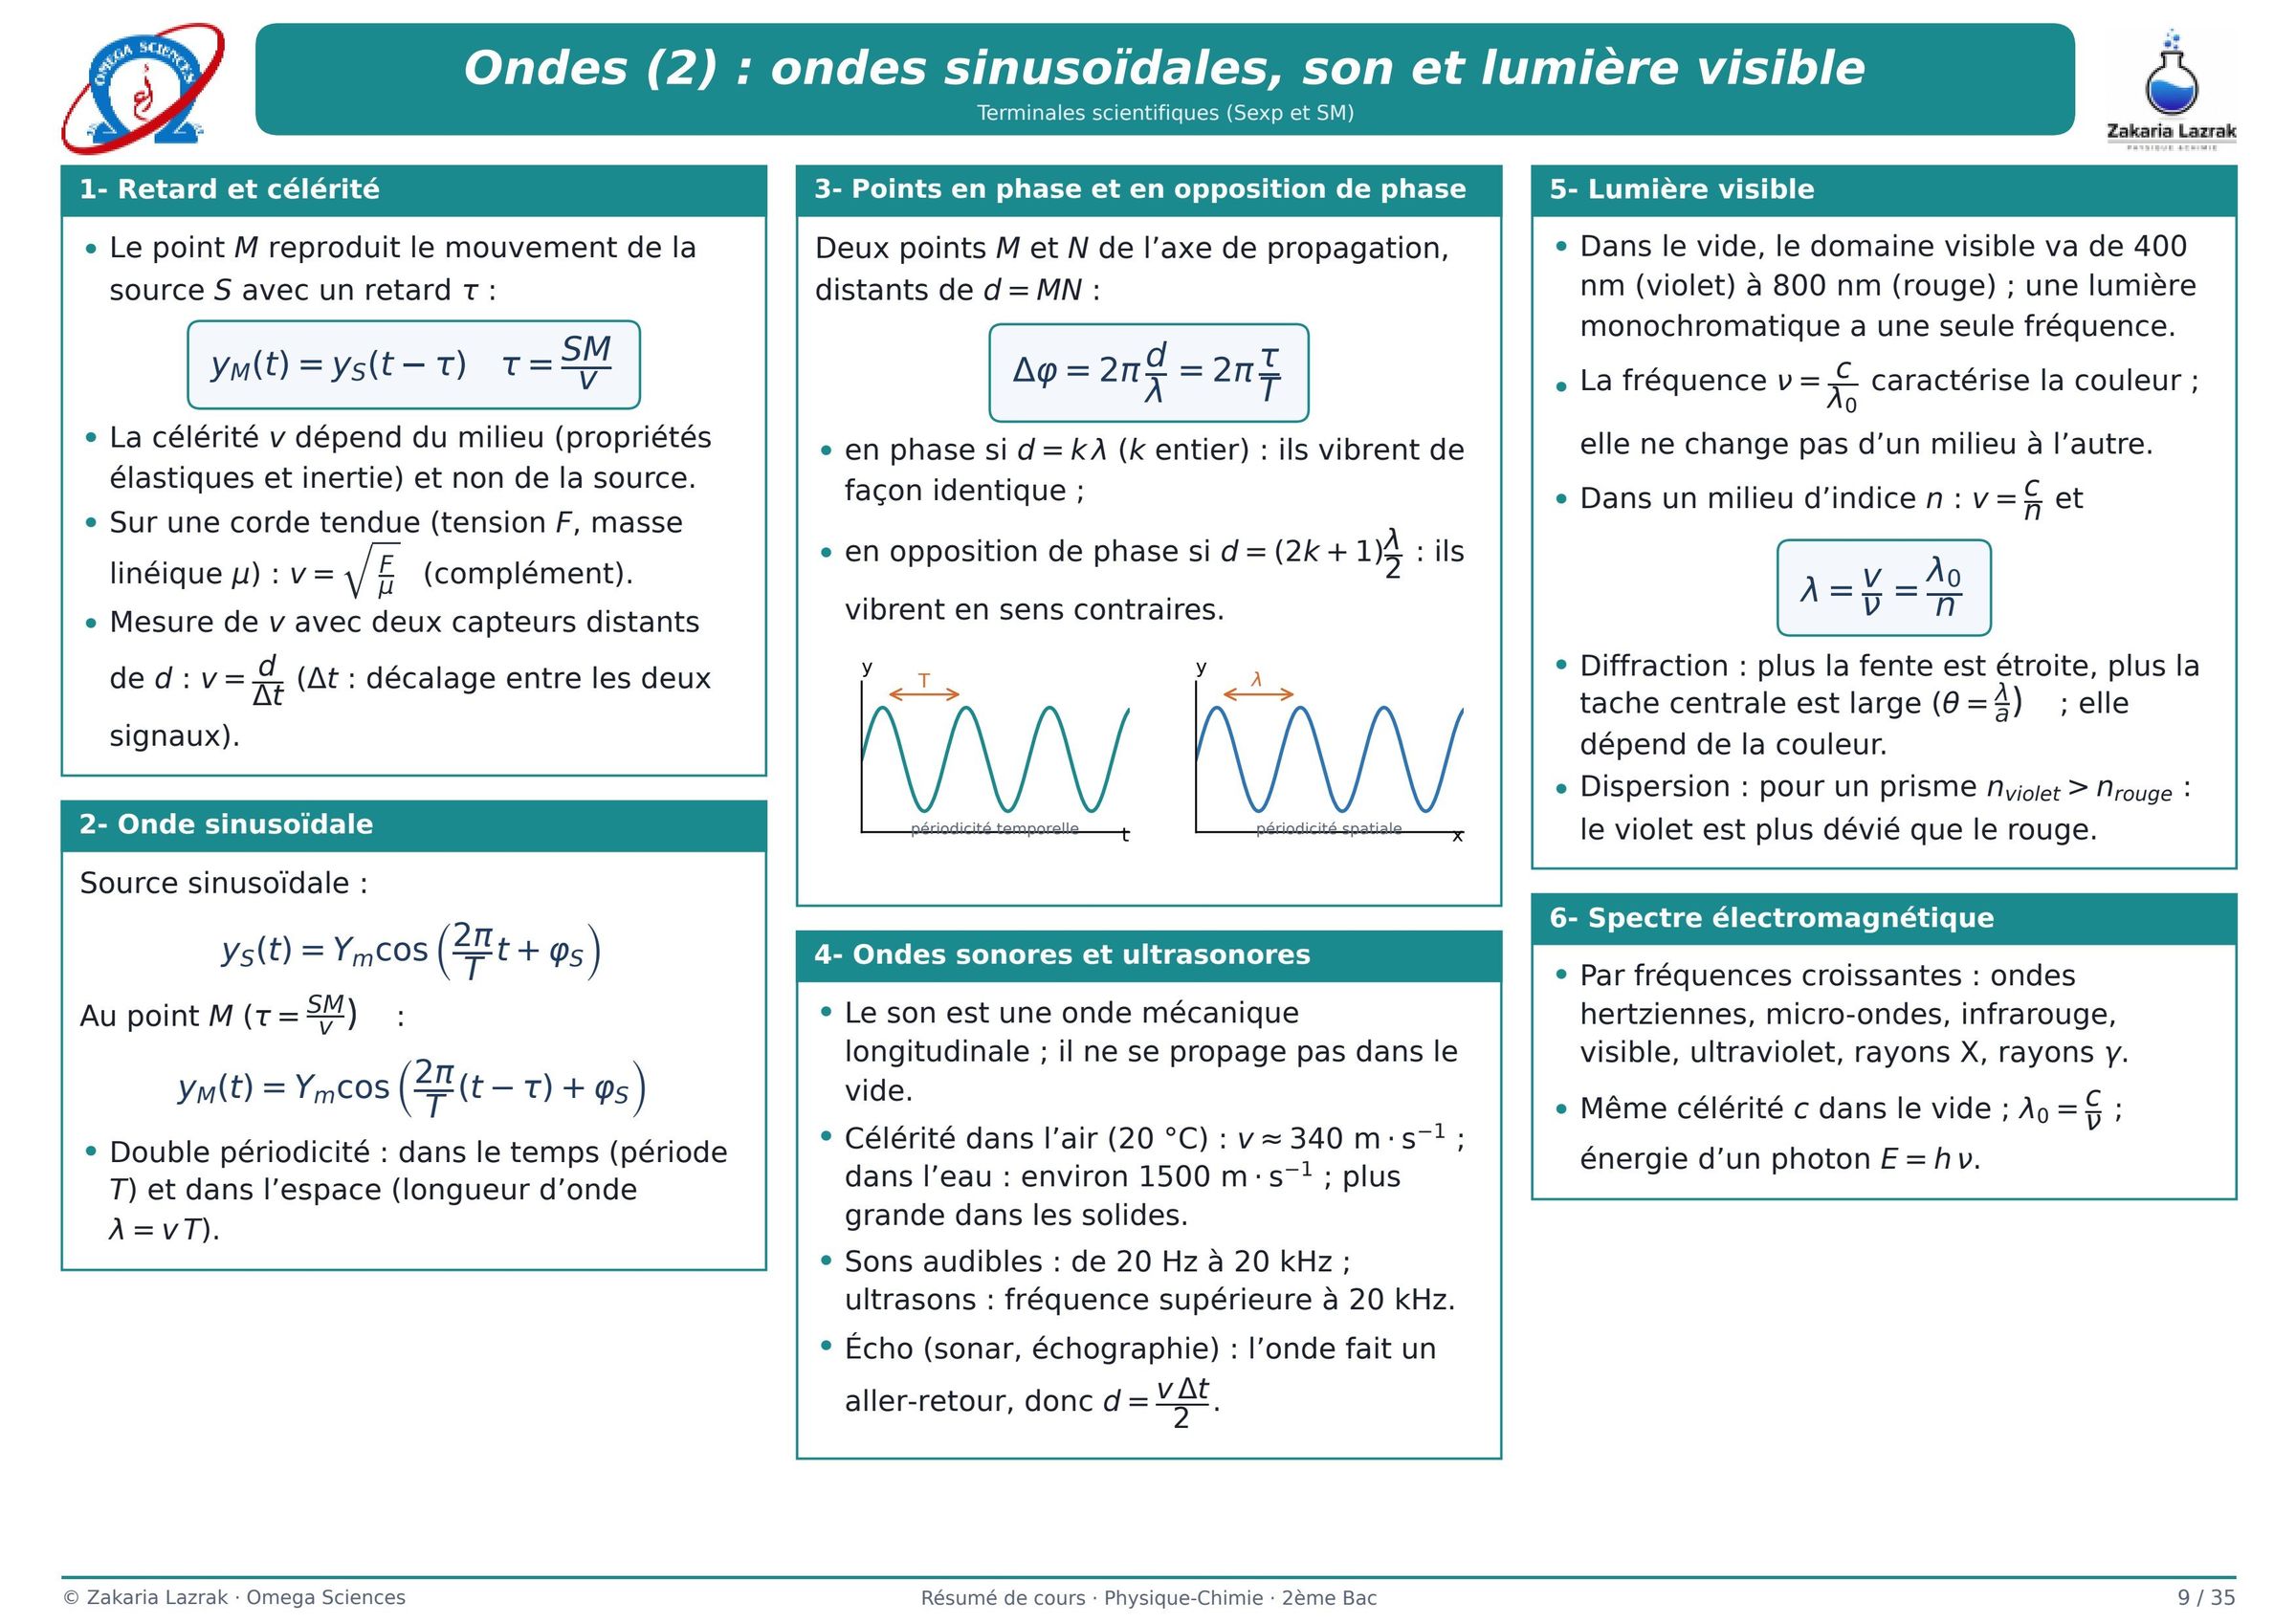 OMEGA SCIENCES
Ondes (2) : ondes sinusoïdales, son et lumière visible
Terminales scientifiques (Sexp et SM)
Zakaria Lazrak
PHYSIQUE &CHIMIE
1- Retard et célérité
• Le point M reproduit le mouvement de la
source S avec un retard τ :
y_M(t) = y_S(t − τ)   τ = SM/v
• La célérité v dépend du milieu (propriétés
élastiques et inertie) et non de la source.
• Sur une corde tendue (tension F, masse
linéique μ) : v = √(F/μ) (complément).
• Mesure de v avec deux capteurs distants
de d : v = d/Δt (Δt : décalage entre les deux
signaux).
2- Onde sinusoïdale
Source sinusoïdale :
y_S(t) = Y_m cos(2π/T t + φ_S)
Au point M (τ = SM/v) :
y_M(t) = Y_m cos(2π/T (t − τ) + φ_S)
• Double périodicité : dans le temps (période
T) et dans l’espace (longueur d’onde
λ = v T).
3- Points en phase et en opposition de phase
Deux points M et N de l’axe de propagation,
distants de d = MN :
Δφ = 2π d/λ = 2π τ/T
• en phase si d = k λ (k entier) : ils vibrent de
façon identique ;
• en opposition de phase si d = (2k + 1)λ/2 : ils
vibrent en sens contraires.
y
T
périodicité temporelle
t
y
λ
périodicité spatiale
x
4- Ondes sonores et ultrasonores
• Le son est une onde mécanique
longitudinale ; il ne se propage pas dans le
vide.
• Célérité dans l’air (20 °C) : v ≈ 340 m · s⁻¹ ;
dans l’eau : environ 1500 m · s⁻¹ ; plus
grande dans les solides.
• Sons audibles : de 20 Hz à 20 kHz ;
ultrasons : fréquence supérieure à 20 kHz.
• Écho (sonar, échographie) : l’onde fait un
aller-retour, donc d = v Δt/2.
5- Lumière visible
• Dans le vide, le domaine visible va de 400
nm (violet) à 800 nm (rouge) ; une lumière
monochromatique a une seule fréquence.
• La fréquence ν = c/λ₀ caractérise la couleur ;
elle ne change pas d’un milieu à l’autre.
• Dans un milieu d’indice n : v = c/n et
λ = v/ν = λ₀/n
• Diffraction : plus la fente est étroite, plus la
tache centrale est large (θ = λ/a) ; elle
dépend de la couleur.
• Dispersion : pour un prisme n_violet > n_rouge :
le violet est plus dévié que le rouge.
6- Spectre électromagnétique
• Par fréquences croissantes : ondes
hertziennes, micro-ondes, infrarouge,
visible, ultraviolet, rayons X, rayons γ.
• Même célérité c dans le vide ; λ₀ = c/ν ;
énergie d’un photon E = h ν.
© Zakaria Lazrak · Omega Sciences
Résumé de cours · Physique-Chimie · 2ème Bac
9 / 35